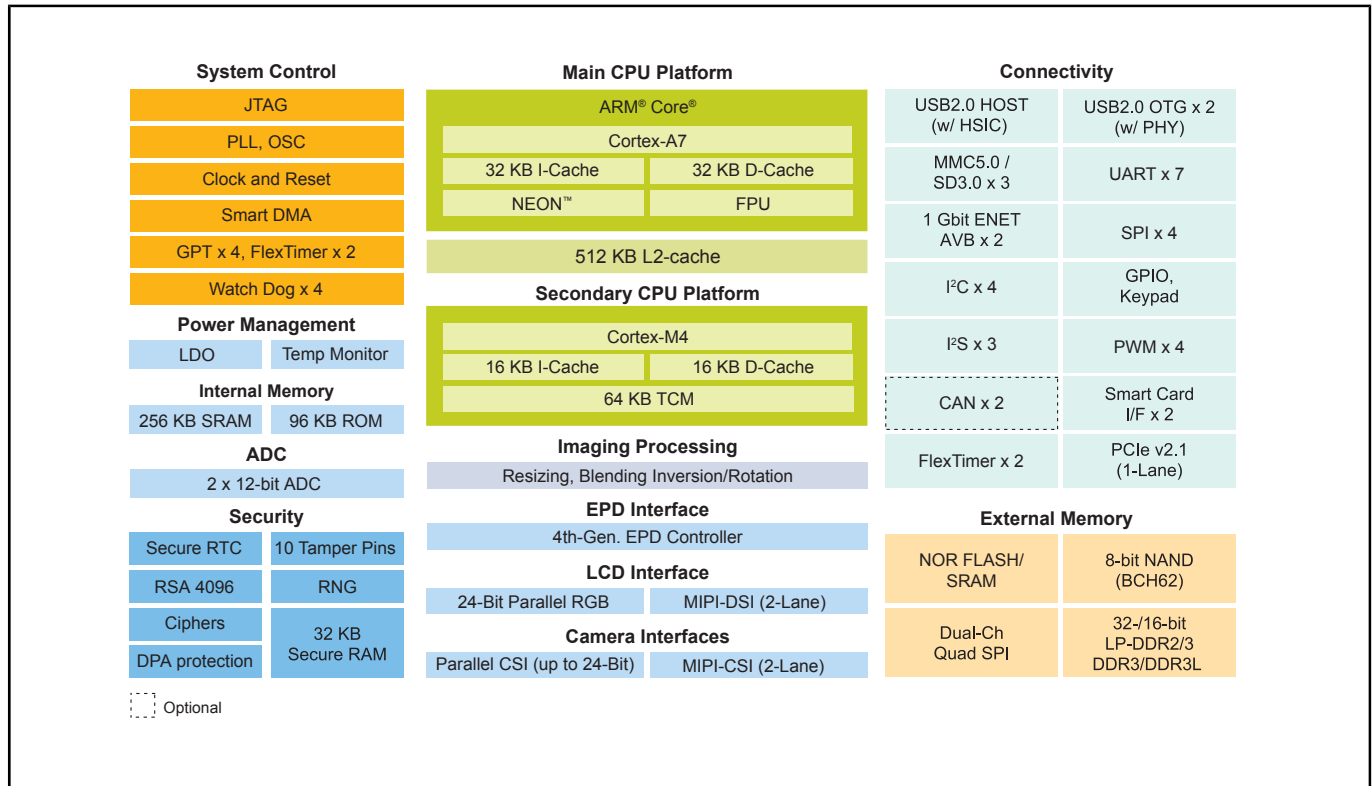 System Control
JTAG
PLL, OSC
Clock and Reset
Smart DMA
GPT x 4, FlexTimer x 2
Watch Dog x 4
Power Management
LDO
Temp Monitor
Internal Memory
256 KB SRAM
96 KB ROM
ADC
2 x 12-bit ADC
Security
Secure RTC
10 Tamper Pins
RSA 4096
RNG
Ciphers
32 KB
Secure RAM
DPA protection
Optional
Main CPU Platform
ARM® Core®
Cortex-A7
32 KB I-Cache
32 KB D-Cache
NEON™
FPU
512 KB L2-cache
Secondary CPU Platform
Cortex-M4
16 KB I-Cache
16 KB D-Cache
64 KB TCM
Imaging Processing
Resizing, Blending Inversion/Rotation
EPD Interface
4th-Gen. EPD Controller
LCD Interface
24-Bit Parallel RGB
MIPI-DSI (2-Lane)
Camera Interfaces
Parallel CSI (up to 24-Bit)
MIPI-CSI (2-Lane)
Connectivity
USB2.0 HOST
(w/ HSIC)
USB2.0 OTG x 2
(w/ PHY)
MMC5.0 /
SD3.0 x 3
UART x 7
1 Gbit ENET
AVB x 2
SPI x 4
I²C x 4
GPIO,
Keypad
I²S x 3
PWM x 4
CAN x 2
Smart Card
I/F x 2
FlexTimer x 2
PCIe v2.1
(1-Lane)
External Memory
NOR FLASH/
SRAM
8-bit NAND
(BCH62)
Dual-Ch
Quad SPI
32-/16-bit
LP-DDR2/3
DDR3/DDR3L